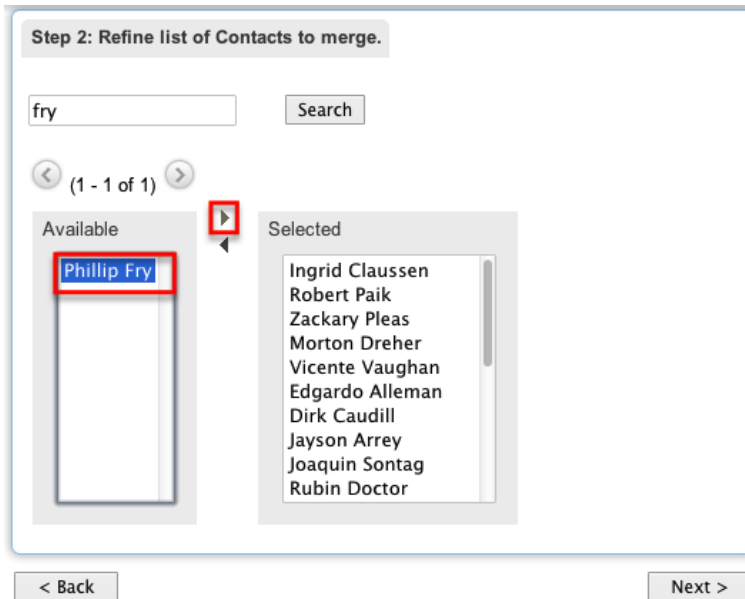 Step 2: Refine list of Contacts to merge.
fry
Search
(1 - 1 of 1)
Available
Phillip Fry
Selected
Ingrid Claussen
Robert Paik
Zackary Pleas
Morton Dreher
Vicente Vaughan
Edgardo Alleman
Dirk Caudill
Jayson Arrey
Joaquin Sontag
Rubin Doctor
< Back
Next >